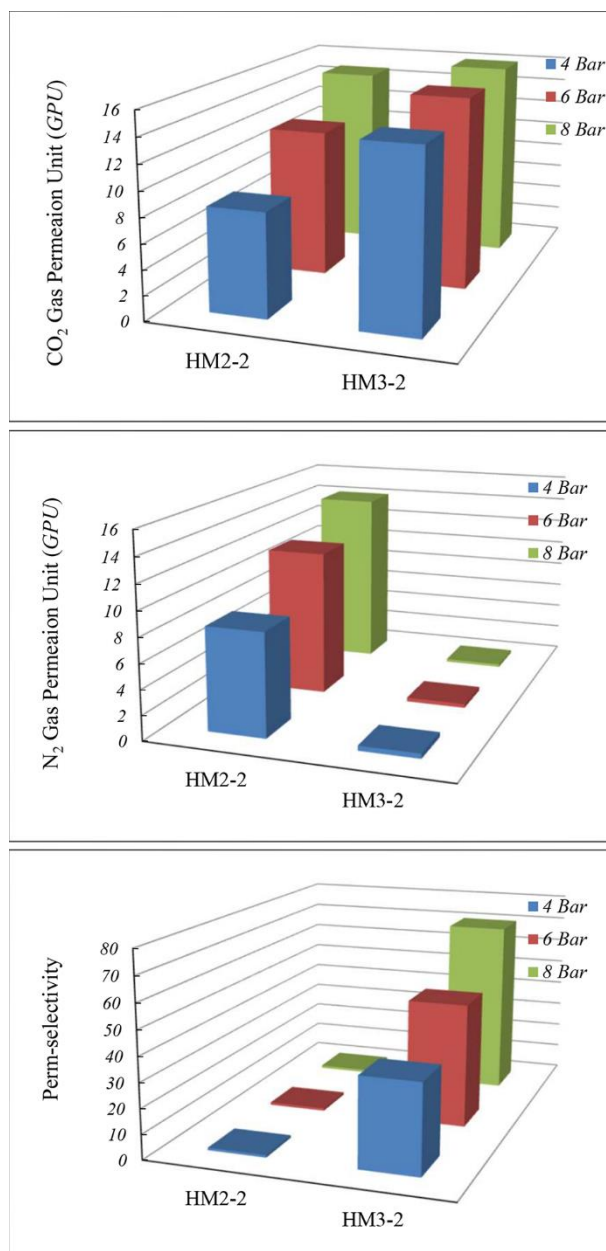 CO₂ Gas Permeaion Unit (GPU)
16
14
12
10
8
6
4
2
0
HM2-2
HM3-2
4 Bar
6 Bar
8 Bar
N₂ Gas Permeaion Unit (GPU)
16
14
12
10
8
6
4
2
0
HM2-2
HM3-2
4 Bar
6 Bar
8 Bar
Perm-selectivity
80
70
60
50
40
30
20
10
0
HM2-2
HM3-2
4 Bar
6 Bar
8 Bar